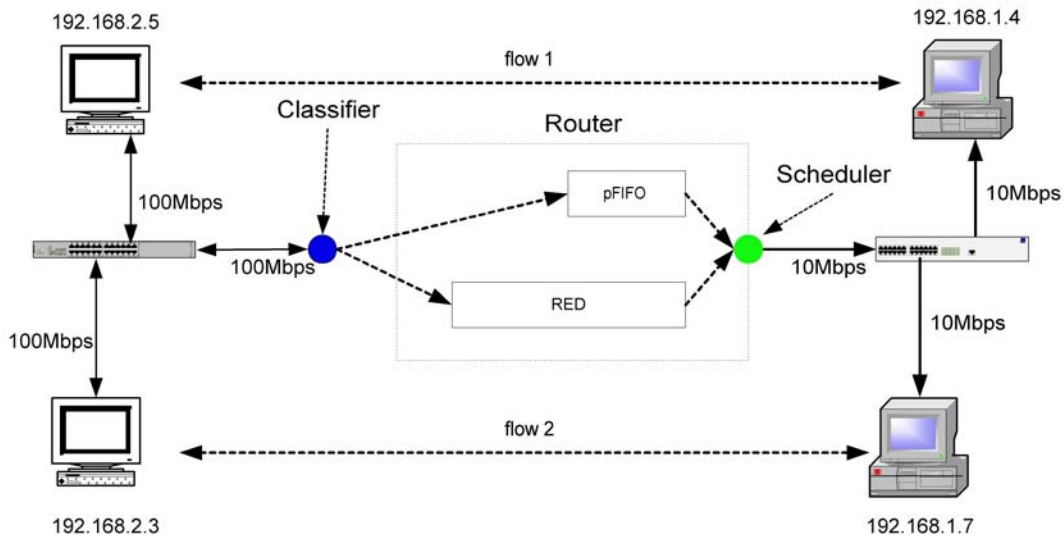 192.168.2.5
192.168.1.4
flow 1
Classifier
Router
Scheduler
pFIFO
100Mbps
10Mbps
100Mbps
10Mbps
RED
100Mbps
10Mbps
flow 2
192.168.2.3
192.168.1.7